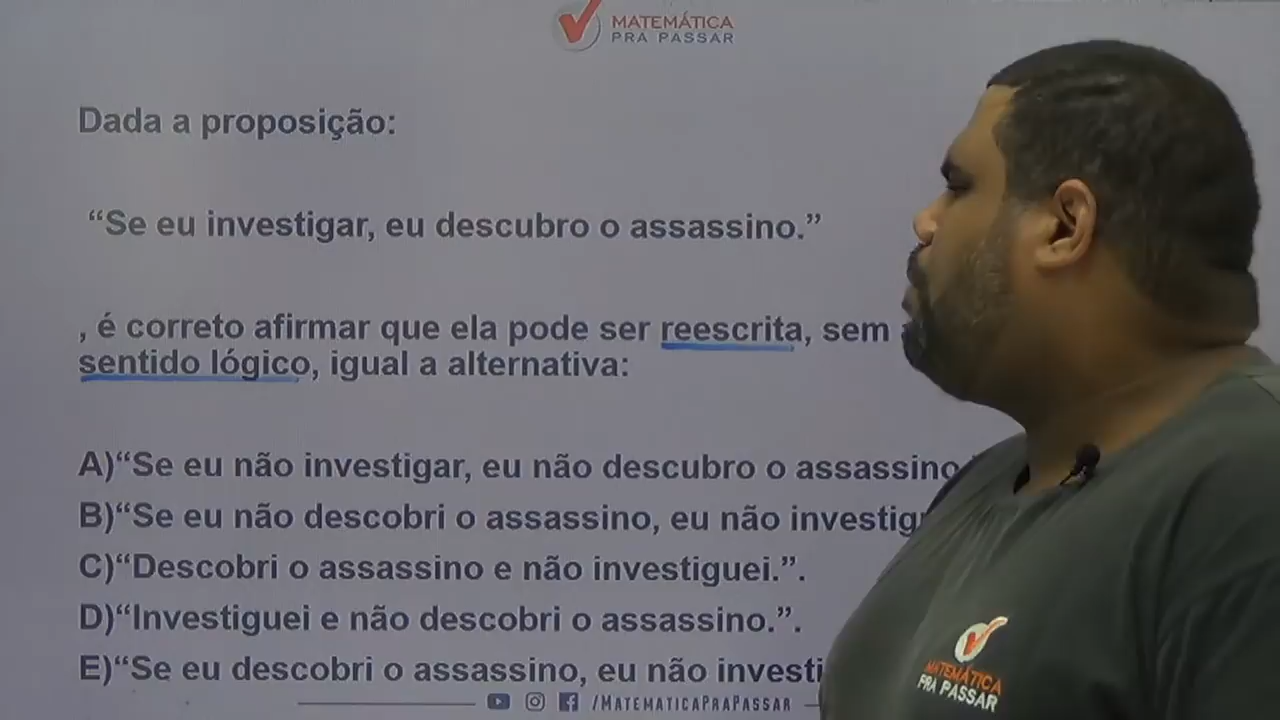 MATEMÁTICA
PRA PASSAR
Dada a proposição:
“Se eu investigar, eu descubro o assassino.”
, é correto afirmar que ela pode ser reescrita, sem
sentido lógico, igual a alternativa:
A)“Se eu não investigar, eu não descubro o assassino
B)“Se eu não descobri o assassino, eu não
C)“Descobri o assassino e não investiguei.”.
D)“Investiguei e não descobri o assassino.”.
E)“Se eu descobri o assassino, eu não
/MATEMATICAPRAPASSAR
MATEMÁTICA
PRA PASSAR